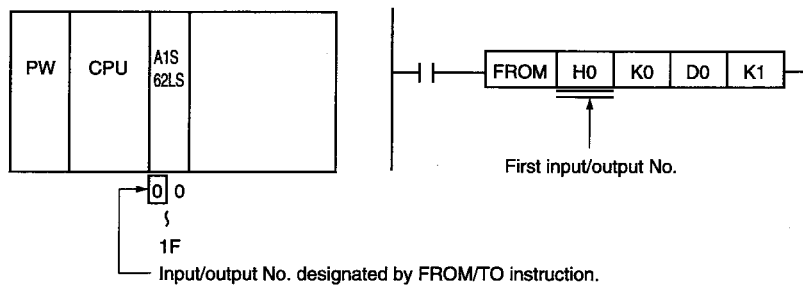 PW
CPU
A1S
62LS
FROM
H0
K0
D0
K1
First input/output No.
0 0
1F
Input/output No. designated by FROM/TO instruction.